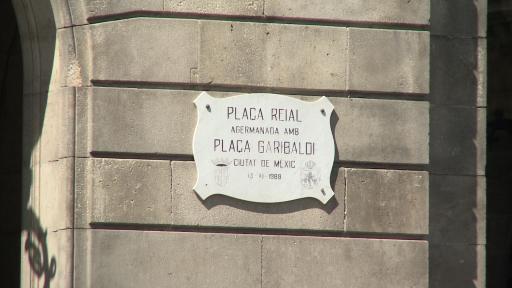 PLAÇA REIAL
AGERMANADA AMB
PLAÇA GARIBALDI
CIUTAT DE MÈXIC